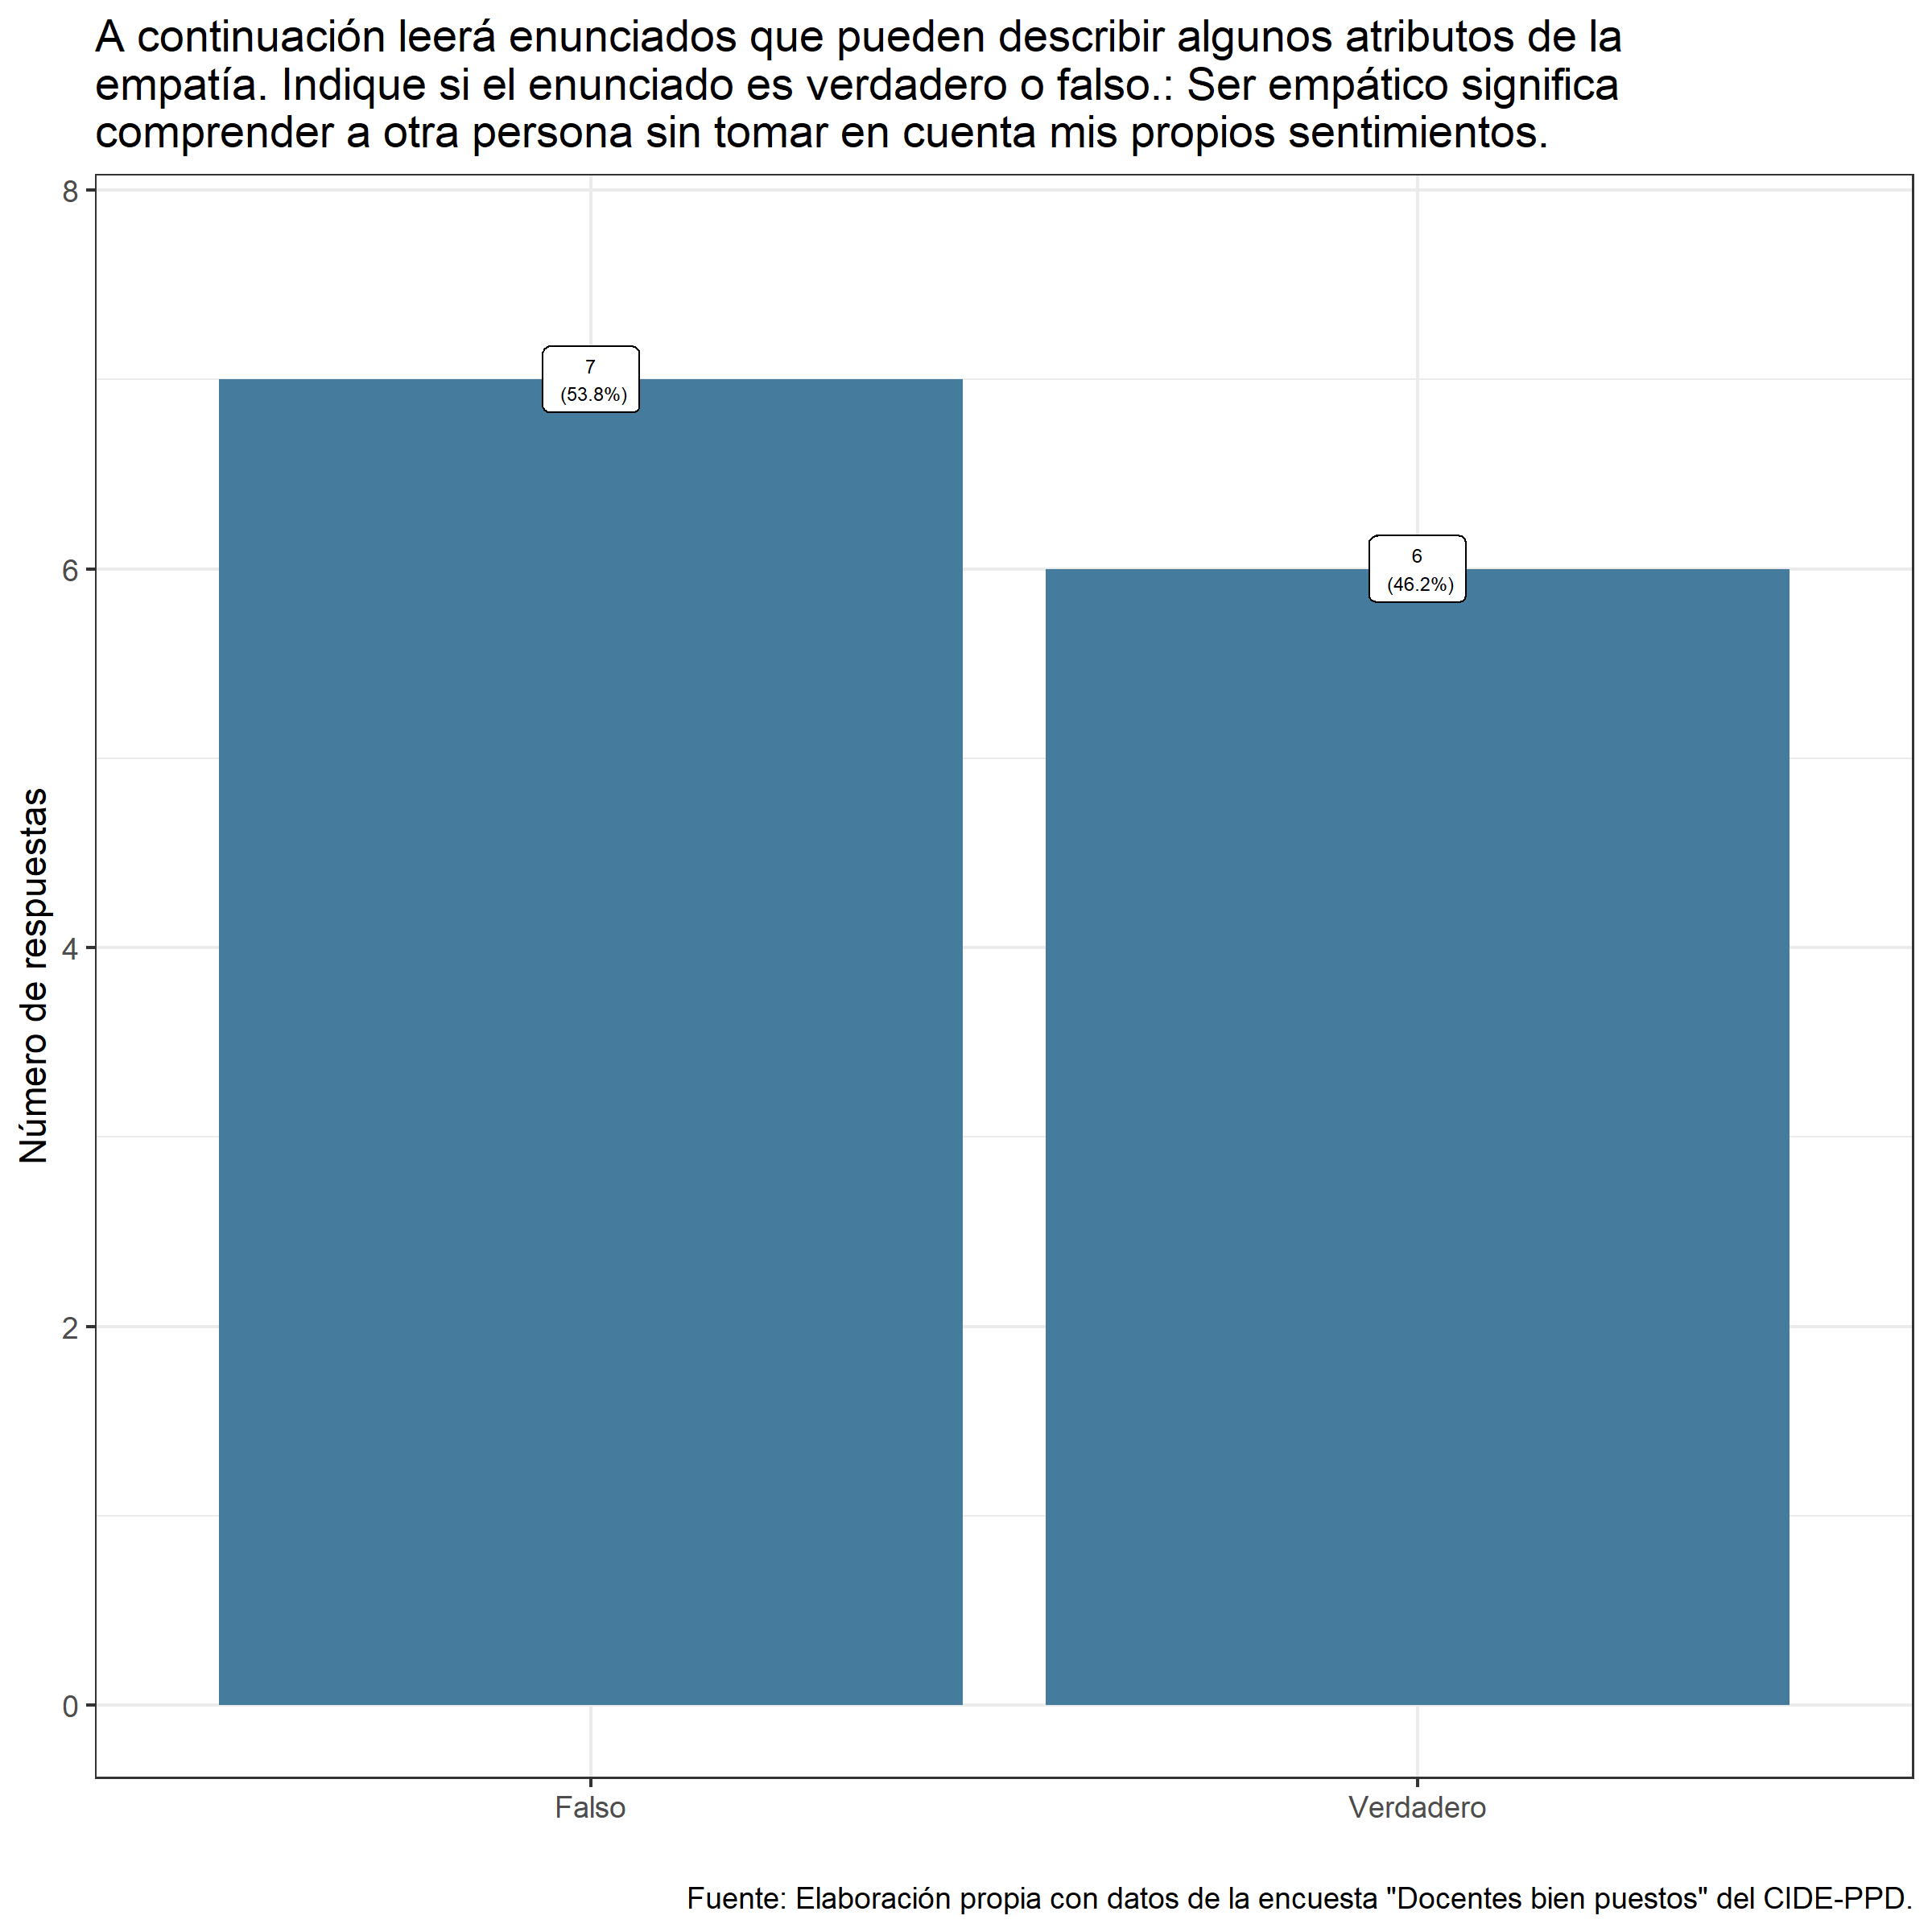 A continuación leerá enunciados que pueden describir algunos atributos de la
empatía. Indique si el enunciado es verdadero o falso.: Ser empático significa
comprender a otra persona sin tomar en cuenta mis propios sentimientos.
8
7
(53.8%)
6
(46.2%)
6
4
2
0
Número de respuestas
Falso
Verdadero
Fuente: Elaboración propia con datos de la encuesta "Docentes bien puestos" del CIDE-PPD.